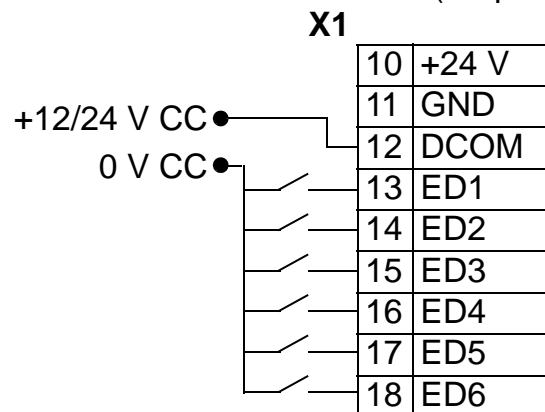 X1
10 +24 V
11 GND
+12/24 V CC
12 DCOM
0 V CC
13 ED1
14 ED2
15 ED3
16 ED4
17 ED5
18 ED6